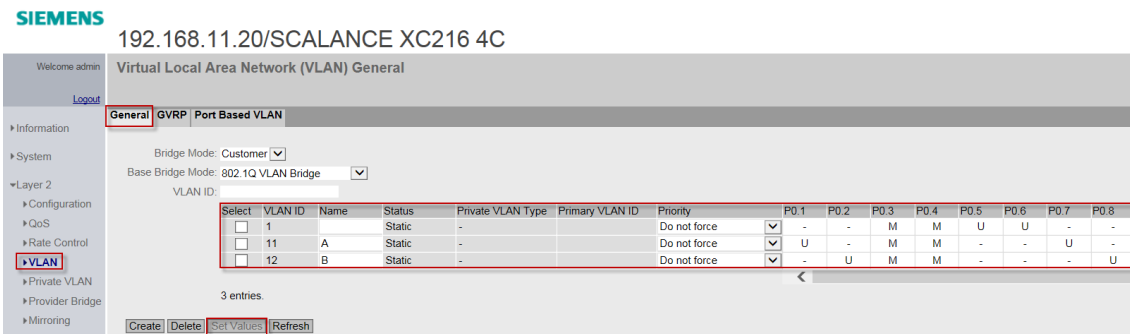 SIEMENS
192.168.11.20/SCALANCE XC216 4C
Welcome admin
Virtual Local Area Network (VLAN) General
Logout
General GVRP Port Based VLAN
Information
System
Layer 2
Configuration
QoS
Rate Control
VLAN
Private VLAN
Provider Bridge
Mirroring
Bridge Mode: Customer
Base Bridge Mode: 802.1Q VLAN Bridge
VLAN ID:
Select VLAN ID Name Status Private VLAN Type Primary VLAN ID Priority P0.1 P0.2 P0.3 P0.4 P0.5 P0.6 P0.7 P0.8
1 Static - Do not force - - M M U U - -
11 A Static - Do not force U - M M - - U -
12 B Static - Do not force - U M M - - - U
3 entries.
Create Delete Set Values Refresh